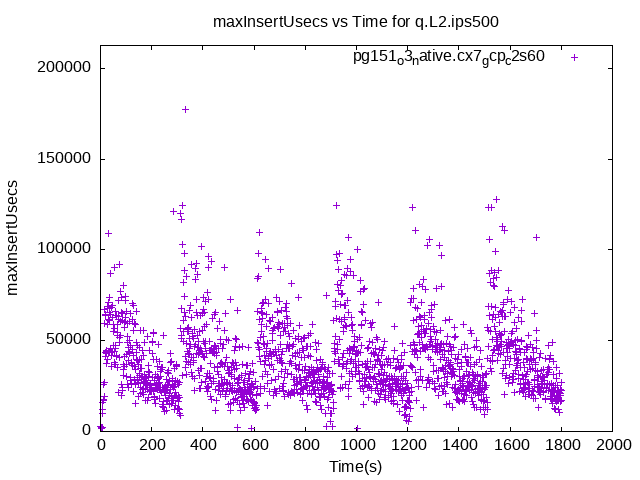 maxInsertUsecs vs Time for q.L2.ips500
pg151o3native.cx7gcpc2s60
maxInsertUsecs
200000
150000
100000
50000
0
0 200 400 600 800 1000 1200 1400 1600 1800 2000
Time(s)